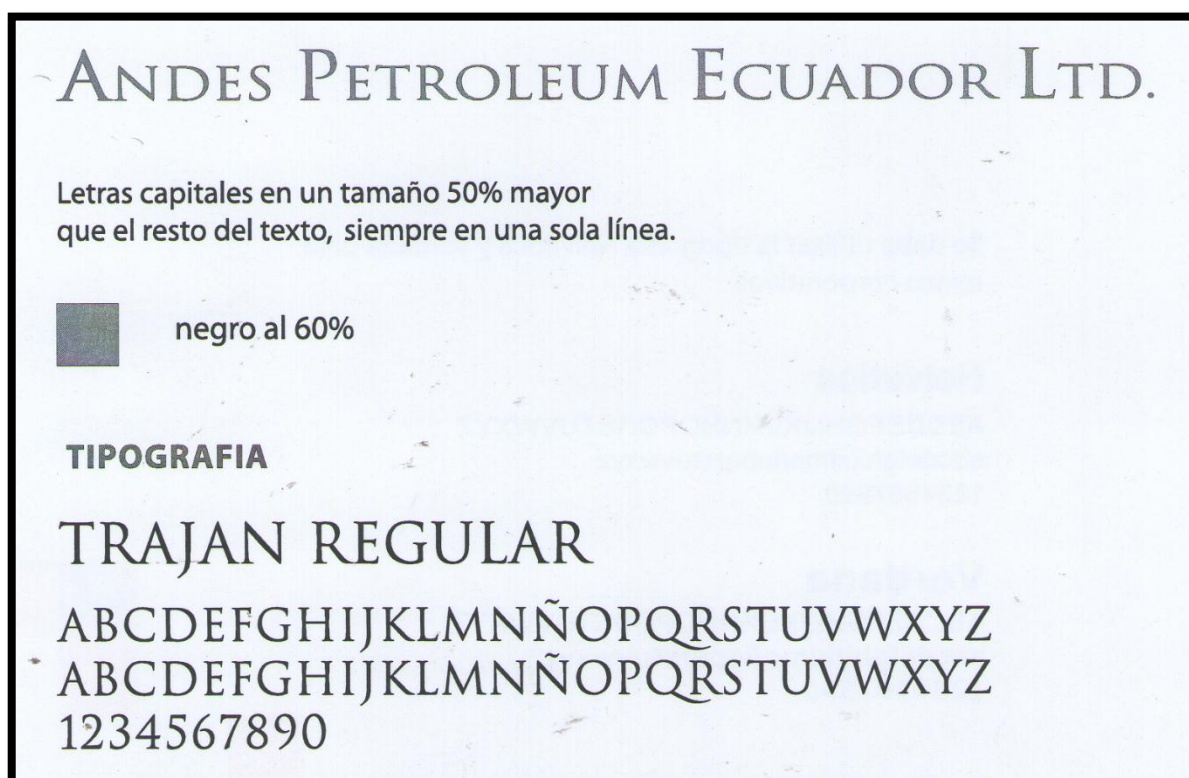 ANDES PETROLEUM ECUADOR LTD.
Letras capitales en un tamaño 50% mayor
que el resto del texto, siempre en una sola línea.
negro al 60%
TIPOGRAFIA
TRAJAN REGULAR
ABCDEFGHIJKLMNÑOPQRSTUVWXYZ
ABCDEFGHIJKLMNÑOPQRSTUVWXYZ
1234567890